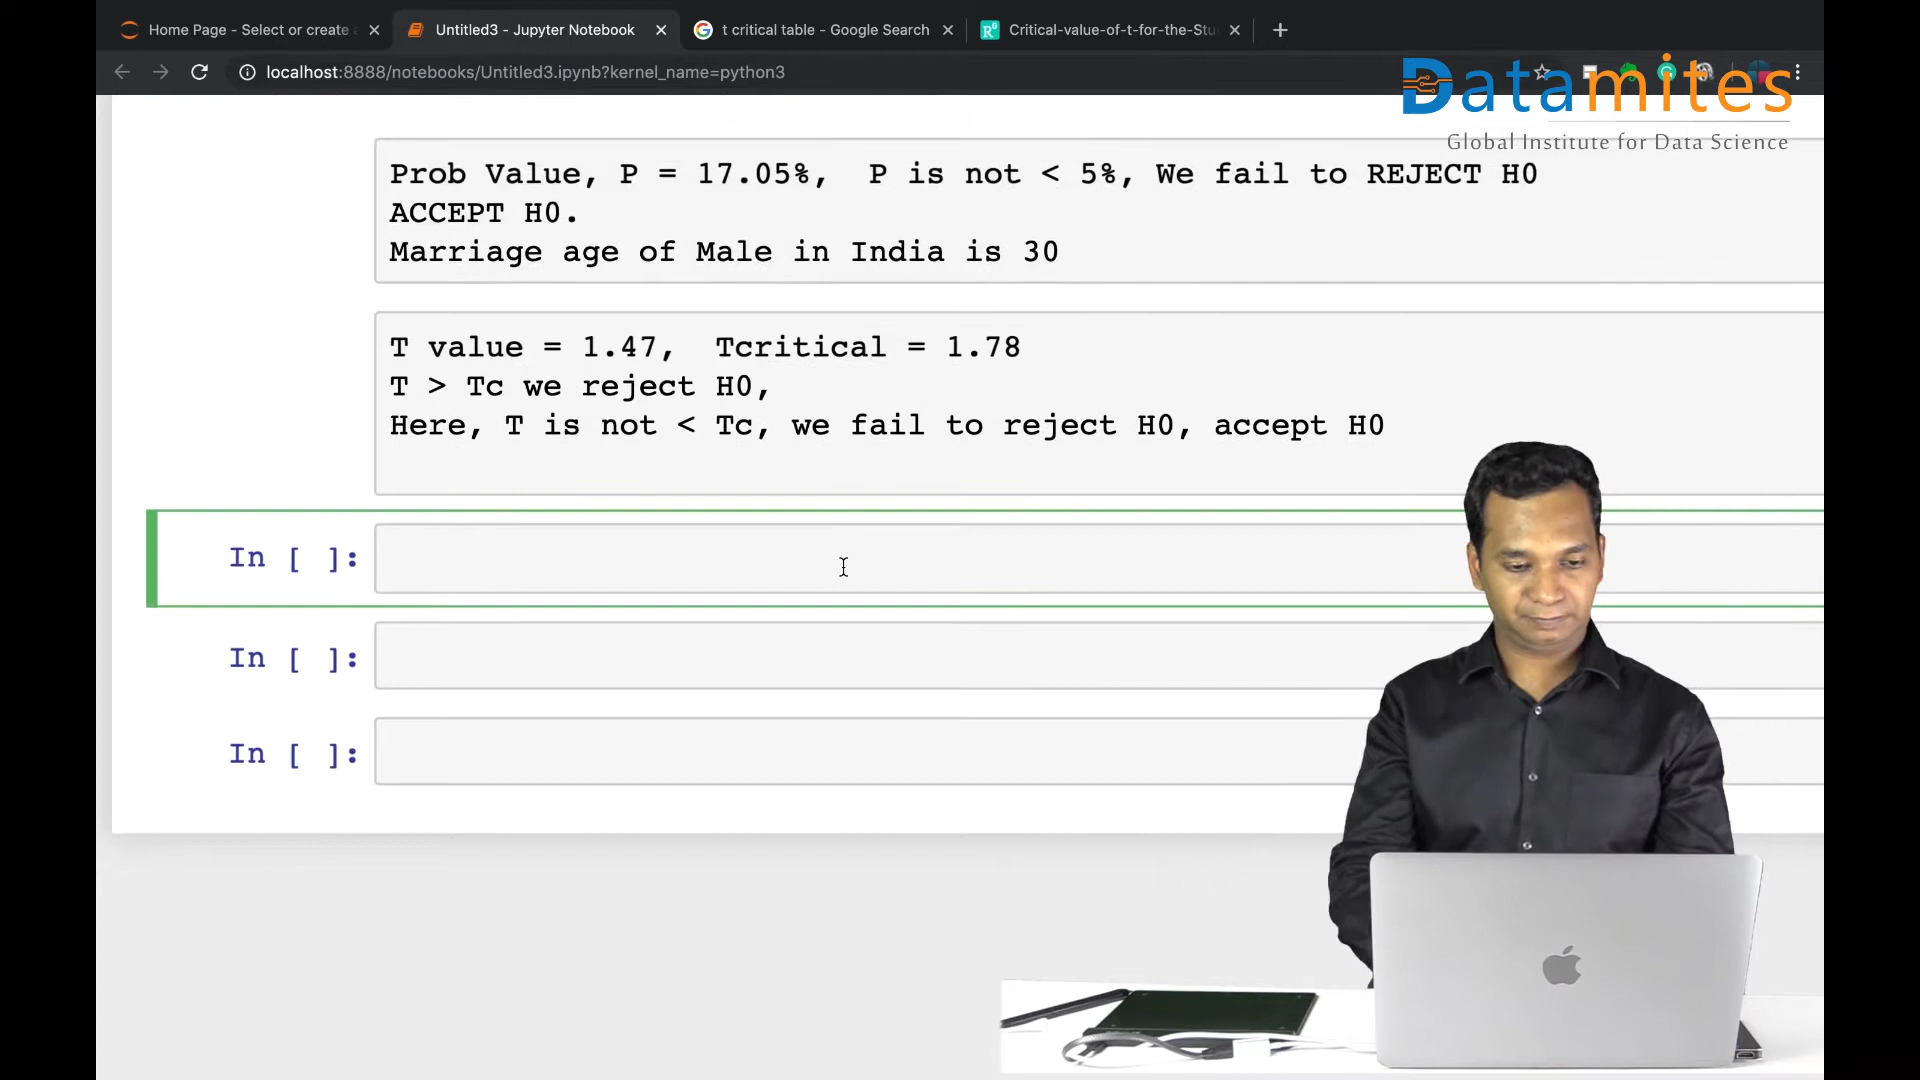 Home Page - Select or create
Untitled3 - Jupyter Notebook
t critical table - Google Search
Critical-value-of-t-for-the-Stu
localhost:8888/notebooks/Untitled3.ipynb?kernel_name=python3
Datamites
Global Institute for Data Science
Prob Value, P = 17.05%,  P is not < 5%, We fail to REJECT H0
ACCEPT H0.
Marriage age of Male in India is 30
T value = 1.47,  Tcritical = 1.78
T > Tc we reject H0,
Here, T is not < Tc, we fail to reject H0, accept H0
In [ ]:
In [ ]:
In [ ]: